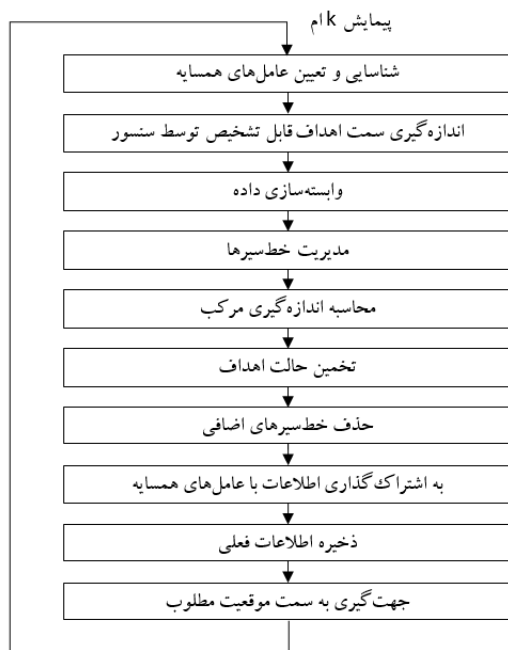 پیمایش k ام
شناسایی و تعیین عامل‌های همسایه
اندازه‌گیری سمت اهداف قابل تشخیص توسط سنسور
وابسته‌سازی داده
مدیریت خط‌سیرها
محاسبه اندازه‌گیری مرکب
تخمین حالت اهداف
حذف خط‌سیرهای اضافی
به اشتراک‌گذاری اطلاعات با عامل‌های همسایه
ذخیره اطلاعات فعلی
جهت‌گیری به سمت موقعیت مطلوب